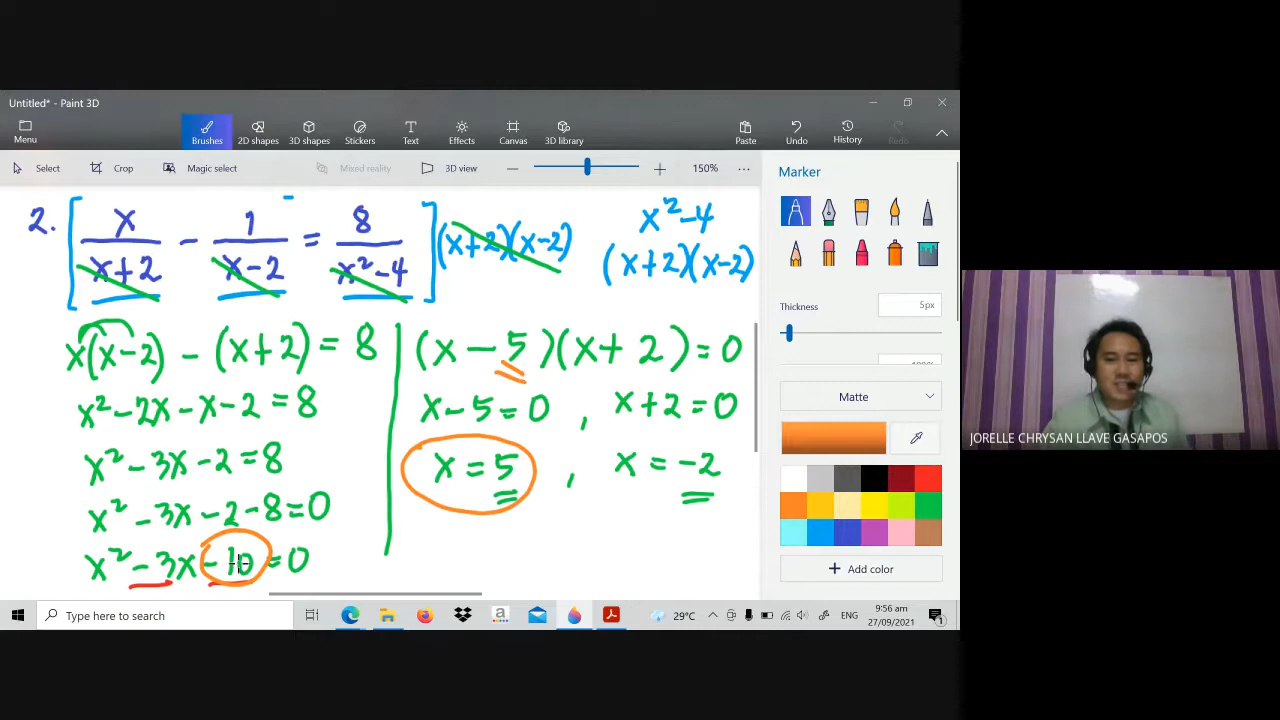 Untitled* - Paint 3D
Menu
Brushes
2D shapes
3D shapes
Stickers
Text
Effects
Canvas
3D library
Paste
Undo
History
Redo
Select
Crop
Magic select
Mixed reality
3D view
150%
Marker
2. [x/(x+2) - 1/(x-2) = 8/(x²-4)](x+2)(x-2)
x²-4
(x+2)(x-2)
x(x-2) - (x+2) = 8
x²-2x-x-2=8
x²-3x-2=8
x²-3x-2-8=0
x²-3x-10=0
(x-5)(x+2)=0
x-5=0, x+2=0
x=5, x=-2
Thickness
5px
Matte
Add color
JORELLE CHRYSAN LLAVE GASAPOS
Type here to search
29°C
ENG
9:56 am
27/09/2021